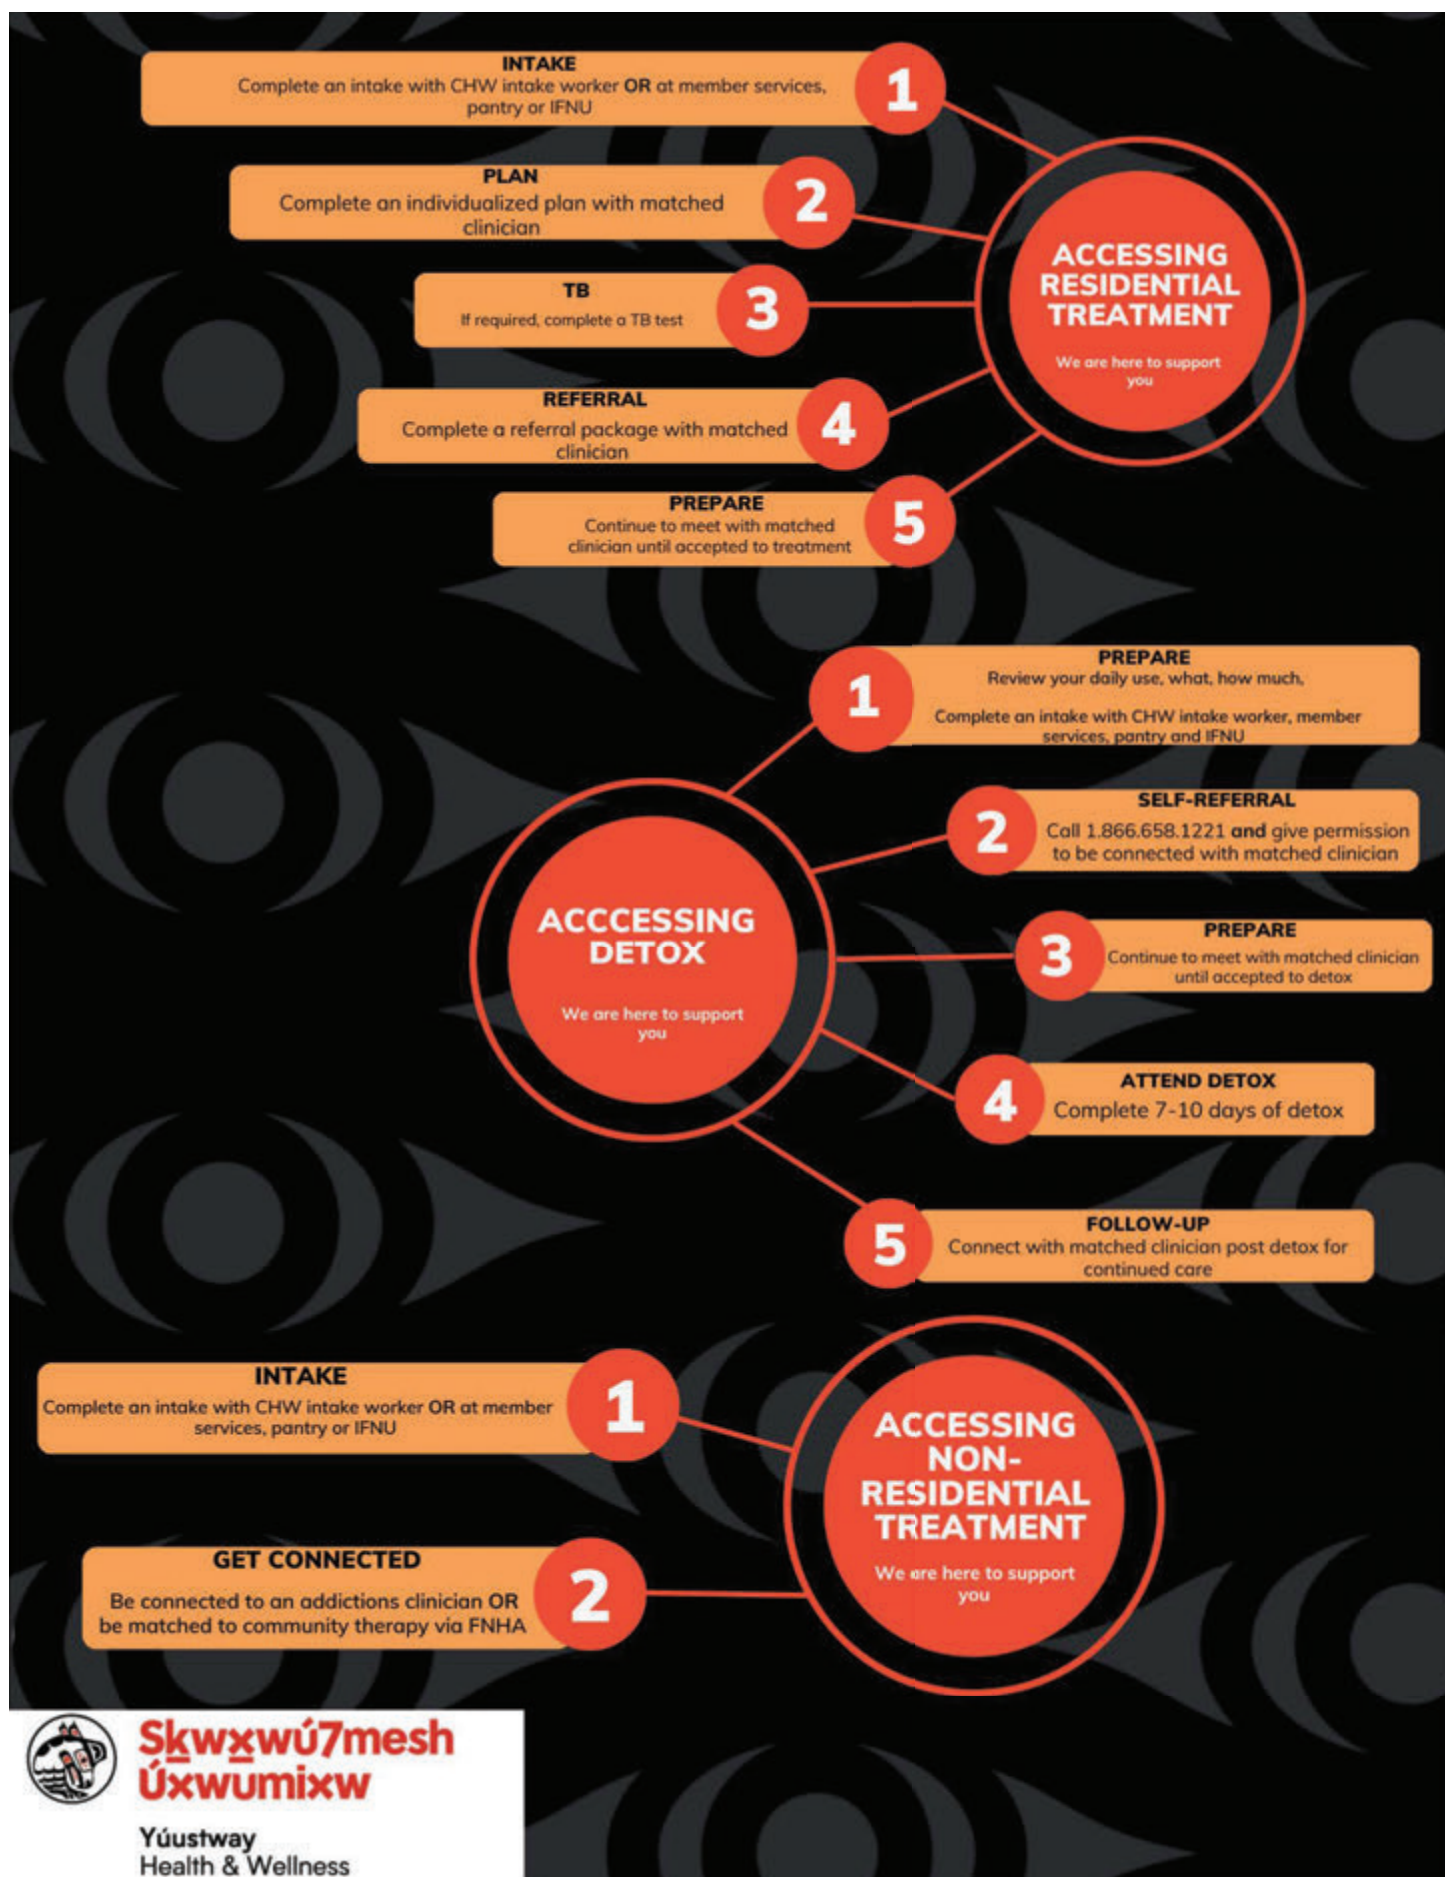 INTAKE
Complete an intake with CHW intake worker OR at member services,
pantry or IFNU
1
PLAN
Complete an individualized plan with matched
clinician
2
TB
If required, complete a TB test
3
REFERRAL
Complete a referral package with matched
clinician
4
PREPARE
Continue to meet with matched
clinician until accepted to treatment
5
ACCESSING
RESIDENTIAL
TREATMENT
We are here to support
you
ACCCESSING
DETOX
We are here to support
you
1
PREPARE
Review your daily use, what, how much,
Complete an intake with CHW intake worker, member
services, pantry and IFNU
2
SELF-REFERRAL
Call 1.866.658.1221 and give permission
to be connected with matched clinician
3
PREPARE
Continue to meet with matched clinician
until accepted to detox
4
ATTEND DETOX
Complete 7-10 days of detox
5
FOLLOW-UP
Connect with matched clinician post detox for
continued care
INTAKE
Complete an intake with CHW intake worker OR at member
services, pantry or IFNU
1
GET CONNECTED
Be connected to an addictions clinician OR
be matched to community therapy via FNHA
2
ACCESSING
NON-
RESIDENTIAL
TREATMENT
We are here to support
you
Sḵwx̱wú7mesh
Úxwumixw
Yúustway
Health & Wellness